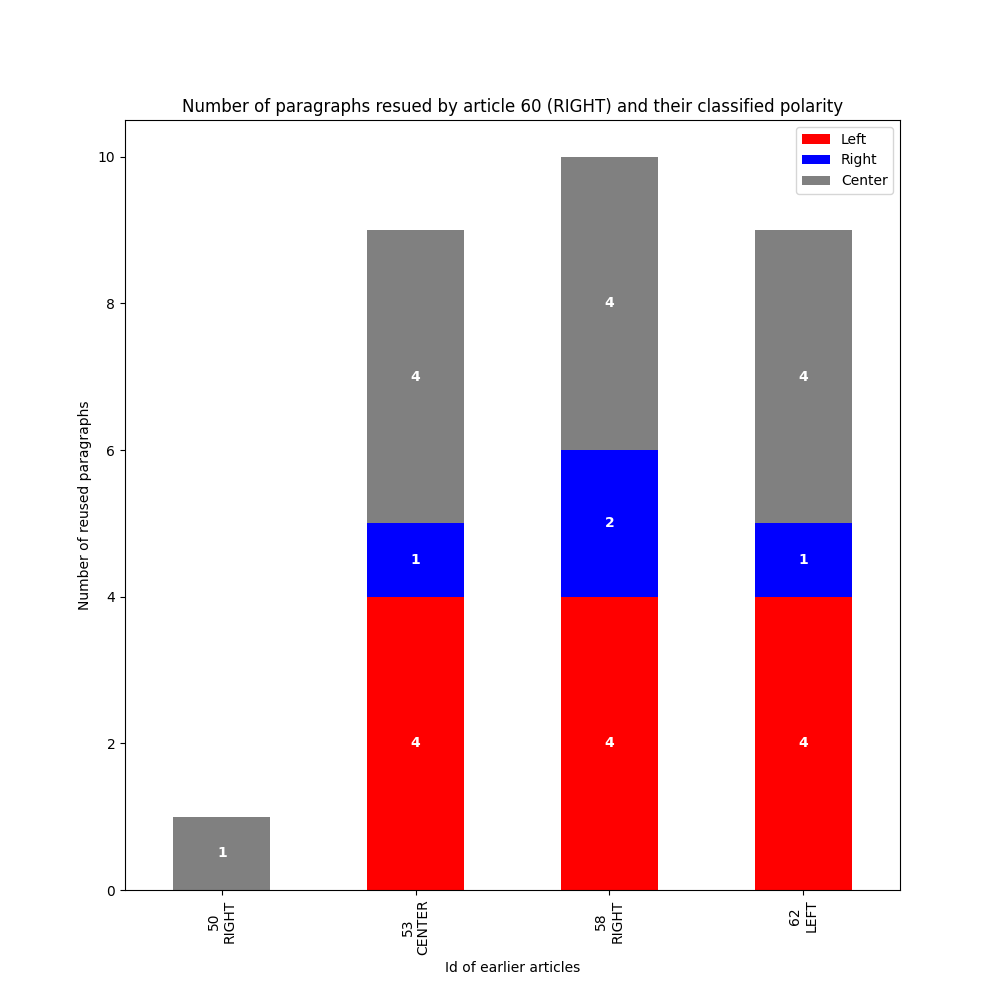 Number of paragraphs resued by article 60 (RIGHT) and their classified polarity
Left
Right
Center
Number of reused paragraphs
10
8
6
4
2
0
1
4
1
4
4
2
4
4
1
4
50
RIGHT
53
CENTER
58
RIGHT
62
LEFT
Id of earlier articles